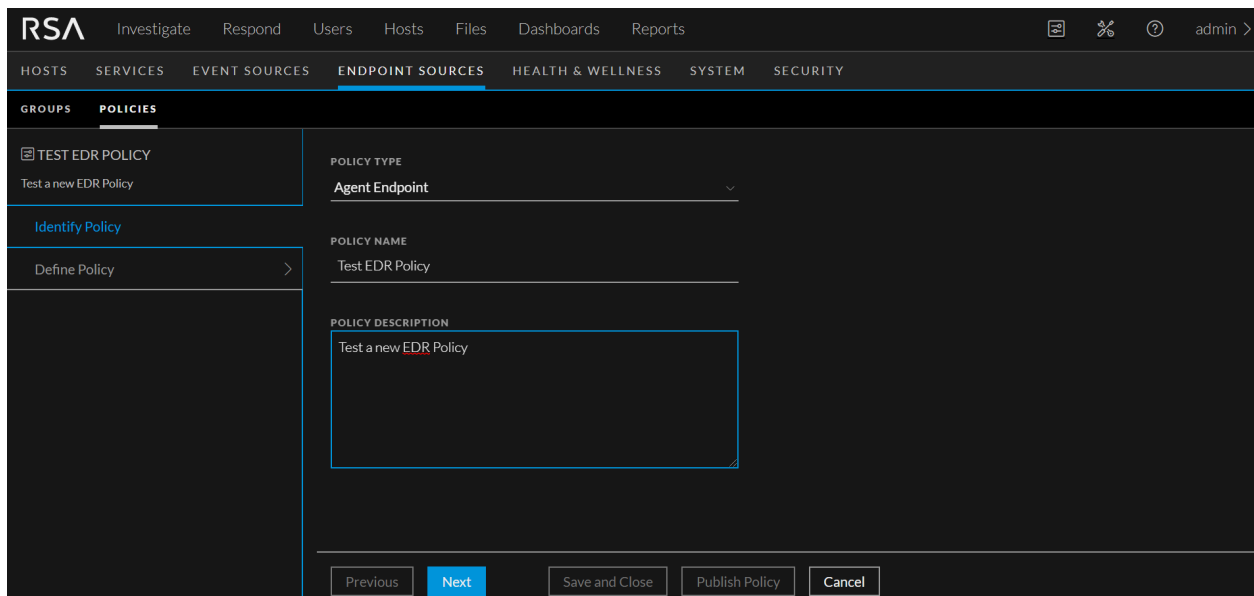 RSA Investigate Respond Users Hosts Files Dashboards Reports admin
HOSTS SERVICES EVENT SOURCES ENDPOINT SOURCES HEALTH & WELLNESS SYSTEM SECURITY
GROUPS POLICIES
TEST EDR POLICY
Test a new EDR Policy
Identify Policy
Define Policy
POLICY TYPE
Agent Endpoint
POLICY NAME
Test EDR Policy
POLICY DESCRIPTION
Test a new EDR Policy
Previous Next Save and Close Publish Policy Cancel